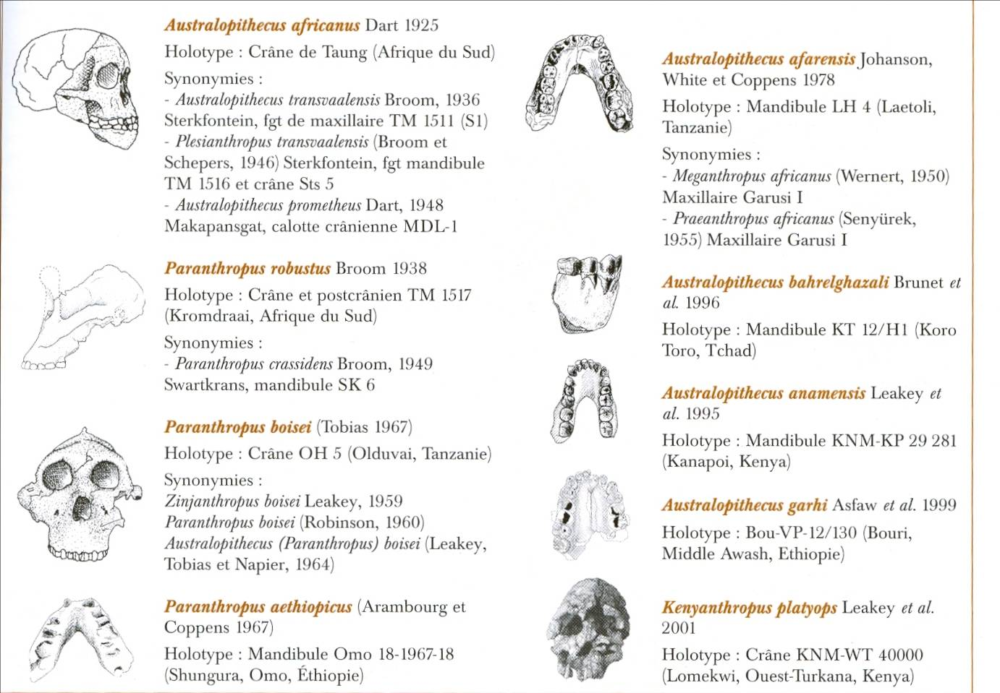 Australopithecus africanus Dart 1925
Holotype : Crâne de Taung (Afrique du Sud)
Synonymies :
- Australopithecus transvaalensis Broom, 1936
Sterkfontein, fgt de maxillaire TM 1511 (S1)
- Plesianthropus transvaalensis (Broom et
Schepers, 1946) Sterkfontein, fgt mandibule
TM 1516 et crâne Sts 5
- Australopithecus prometheus Dart, 1948
Makapansgat, calotte crânienne MDL-1
Paranthropus robustus Broom 1938
Holotype : Crâne et postcrânien TM 1517
(Kromdraai, Afrique du Sud)
Synonymies :
- Paranthropus crassidens Broom, 1949
Swartkrans, mandibule SK 6
Paranthropus boisei (Tobias 1967)
Holotype : Crâne OH 5 (Olduvai, Tanzanie)
Synonymies :
Zinjanthropus boisei Leakey, 1959
Paranthropus boisei (Robinson, 1960)
Australopithecus (Paranthropus) boisei (Leakey,
Tobias et Napier, 1964)
Paranthropus aethiopicus (Arambourg et
Coppens 1967)
Holotype : Mandibule Omo 18-1967-18
(Shungura, Omo, Éthiopie)
Australopithecus afarensis Johanson,
White et Coppens 1978
Holotype : Mandibule LH 4 (Laetoli,
Tanzanie)
Synonymies :
- Meganthropus africanus (Wernert, 1950)
Maxillaire Garusi I
- Praeanthropus africanus (Senyürek,
1955) Maxillaire Garusi I
Australopithecus bahrelghazali Brunet et
al. 1996
Holotype : Mandibule KT 12/H1 (Koro
Toro, Tchad)
Australopithecus anamensis Leakey et
al. 1995
Holotype : Mandibule KNM-KP 29 281
(Kanapoi, Kenya)
Australopithecus garhi Asfaw et al. 1999
Holotype : Bou-VP-12/130 (Bouri,
Middle Awash, Ethiopie)
Kenyanthropus platyops Leakey et al.
2001
Holotype : Crâne KNM-WT 40000
(Lomekwi, Ouest-Turkana, Kenya)